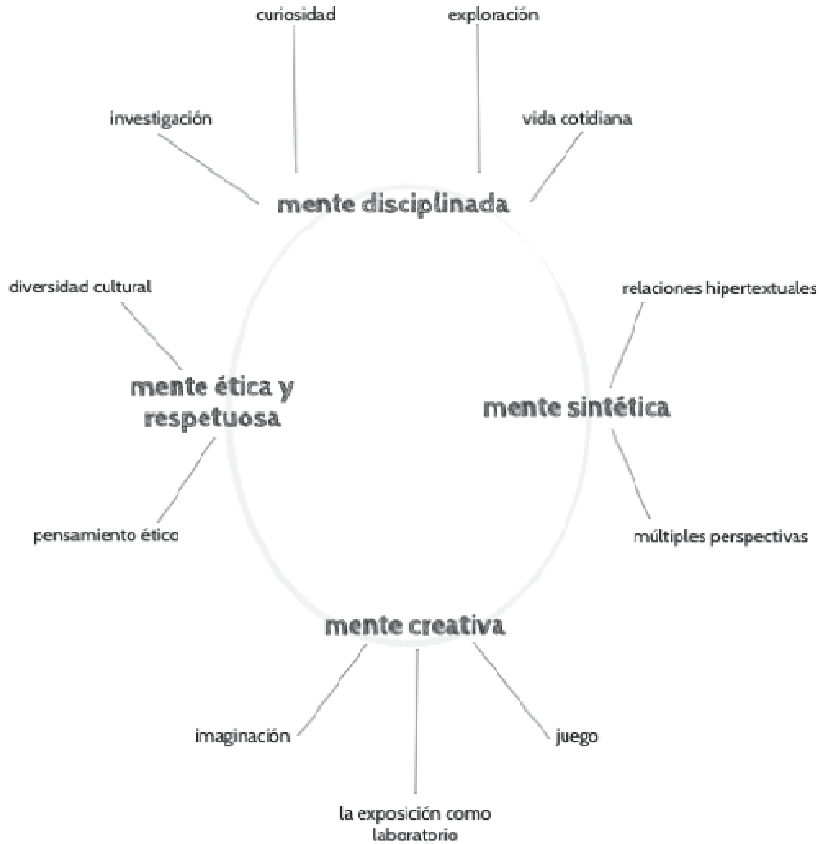 curiosidad
exploración
investigación
vida cotidiana
mente disciplinada
diversidad cultural
relaciones hipertextuales
mente ética y
respetuosa
mente sintética
pensamiento ético
múltiples perspectivas
mente creativa
imaginación
juego
la exposición como
laboratorio